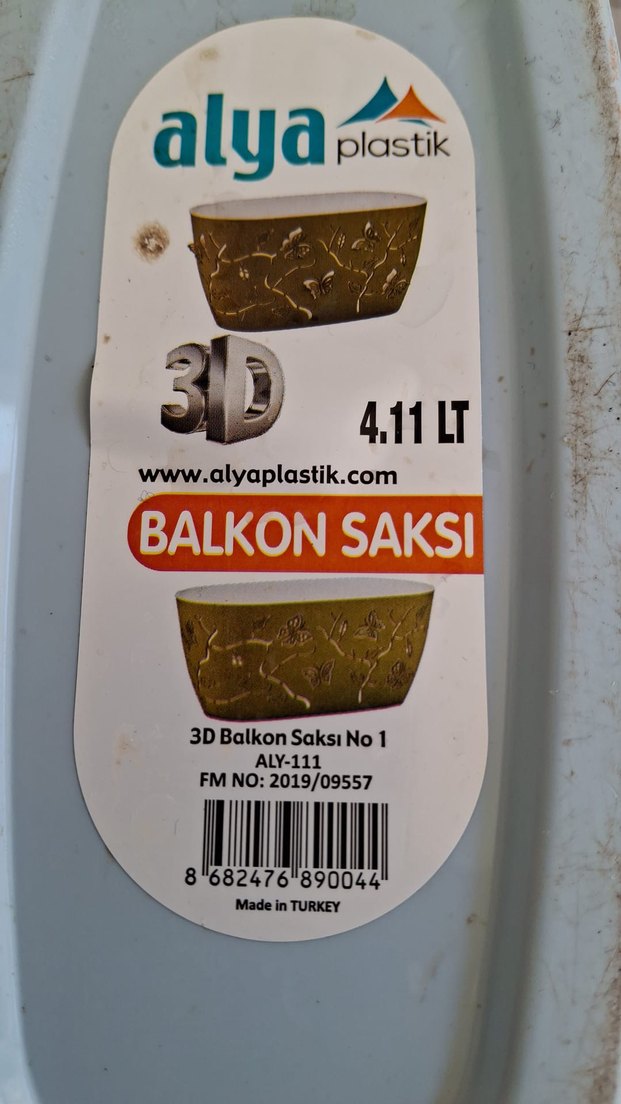 alya
plastik
3D
4.11 LT
www.alyaplastik.com
BALKON SAKSI
3D Balkon Saksı No 1
ALY-111
FM NO: 2019/09557
8 682476 890044
Made in TURKEY